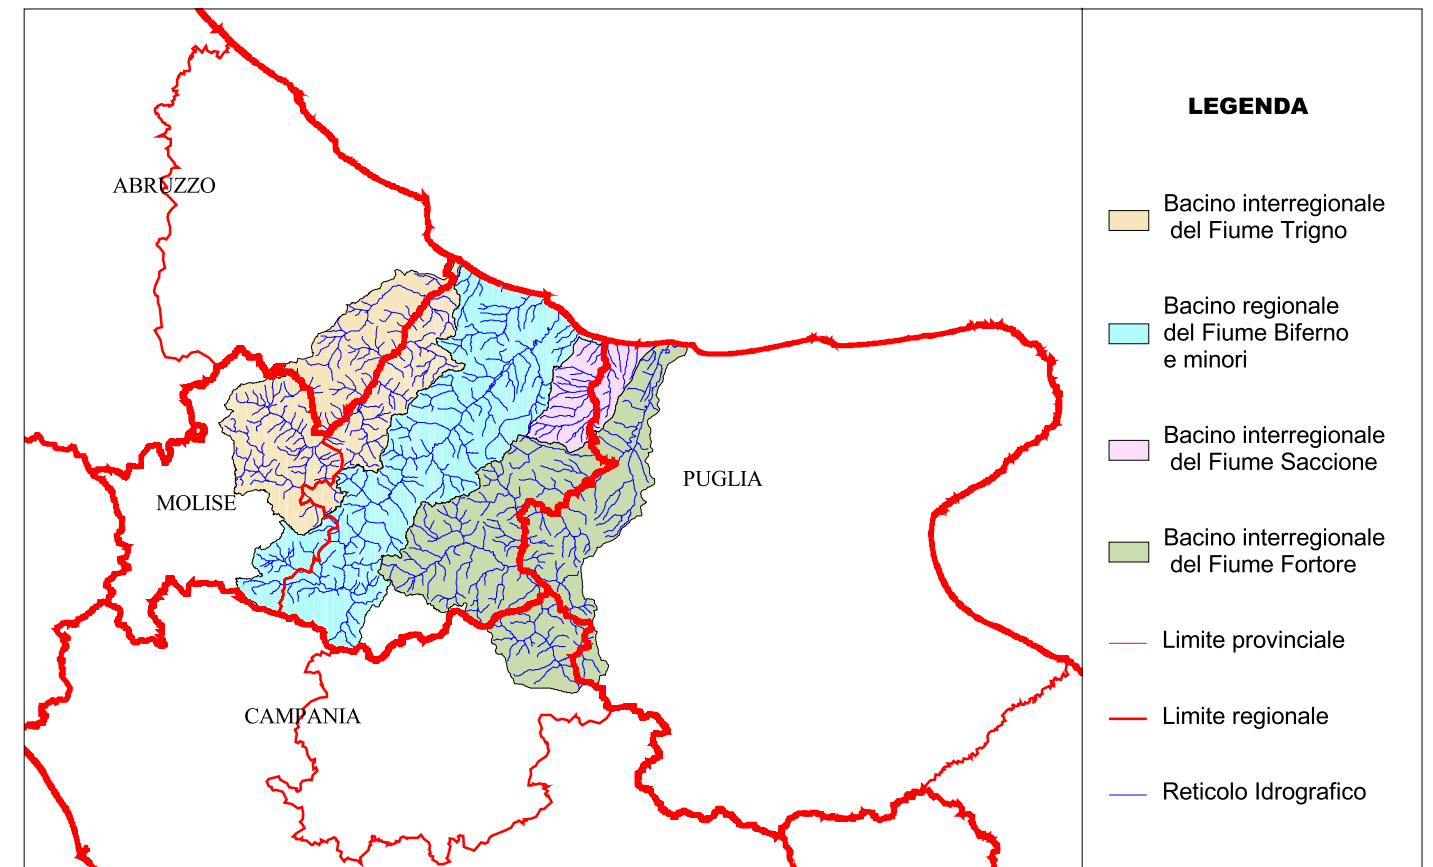 ABRUZZO
MOLISE
PUGLIA
CAMPANIA
LEGENDA
Bacino interregionale
del Fiume Trigno
Bacino regionale
del Fiume Biferno
e minori
Bacino interregionale
del Fiume Saccione
Bacino interregionale
del Fiume Fortore
Limite provinciale
Limite regionale
Reticolo Idrografico